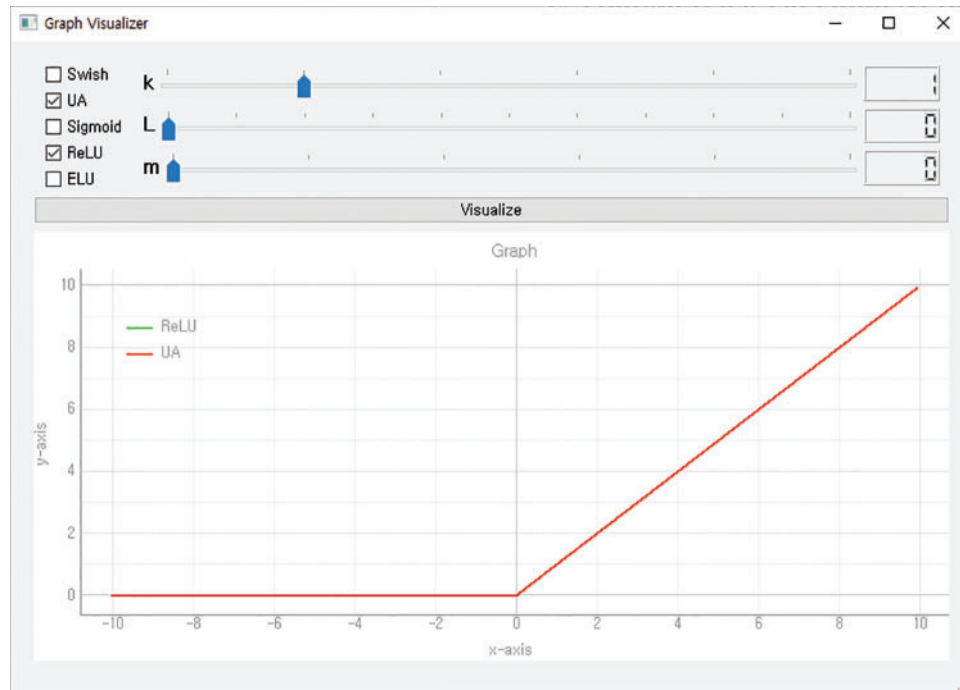 Graph Visualizer
Swish
UA
Sigmoid
ReLU
ELU
k
1
L
0
m
0
Visualize
Graph
10
8
6
4
2
0
y-axis
ReLU
UA
-10 -8 -6 -4 -2 0 2 4 6 8 10
x-axis